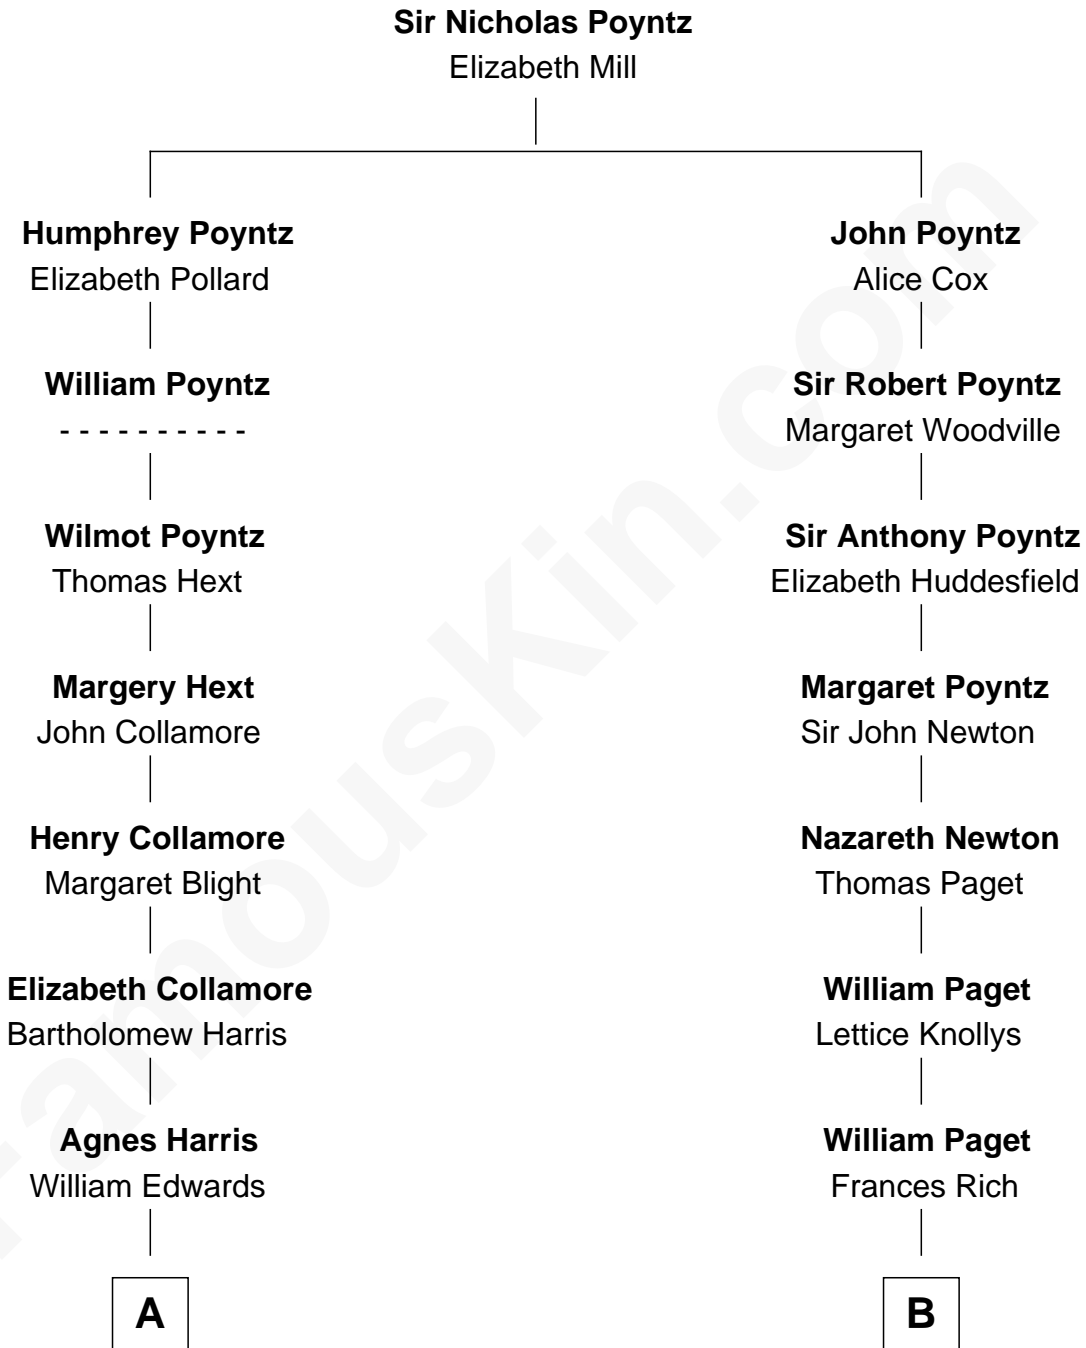 Sir Nicholas Poyntz
Elizabeth Mill
Humphrey Poyntz
Elizabeth Pollard
John Poyntz
Alice Cox
William Poyntz
- - - - - - - - - -
Sir Robert Poyntz
Margaret Woodville
Wilmot Poyntz
Thomas Hext
Sir Anthony Poyntz
Elizabeth Huddesfield
Margery Hext
John Collamore
Margaret Poyntz
Sir John Newton
Henry Collamore
Margaret Blight
Nazareth Newton
Thomas Paget
Elizabeth Collamore
Bartholomew Harris
William Paget
Lettice Knollys
Agnes Harris
William Edwards
William Paget
Frances Rich
A
B
FamousKin.com